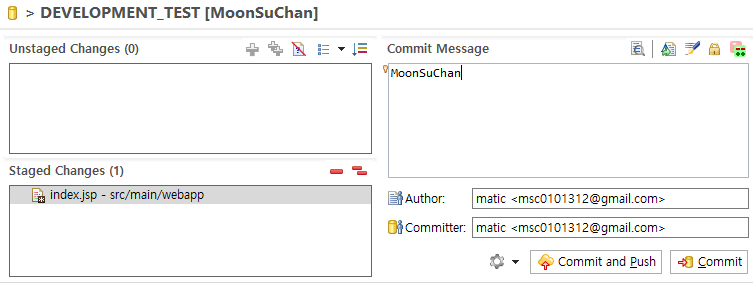 > DEVELOPMENT_TEST [MoonSuChan]
Unstaged Changes (0)
Staged Changes (1)
index.jsp - src/main/webapp
Commit Message
MoonSuChan
Author: matic <msc0101312@gmail.com>
Committer: matic <msc0101312@gmail.com>
Commit and Push Commit